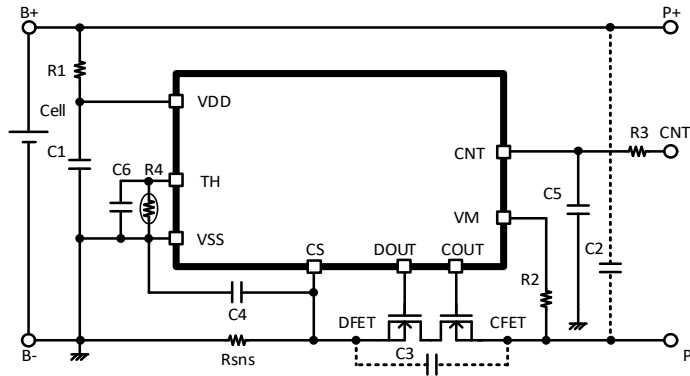 B+
P+
R1
Cell
VDD
C1
C6
R4
TH
VSS
CNT
R3
CNT
VM
C5
C2
CS
DOUT
COUT
R2
C4
DFET
CFET
C3
Rsns
B-
P